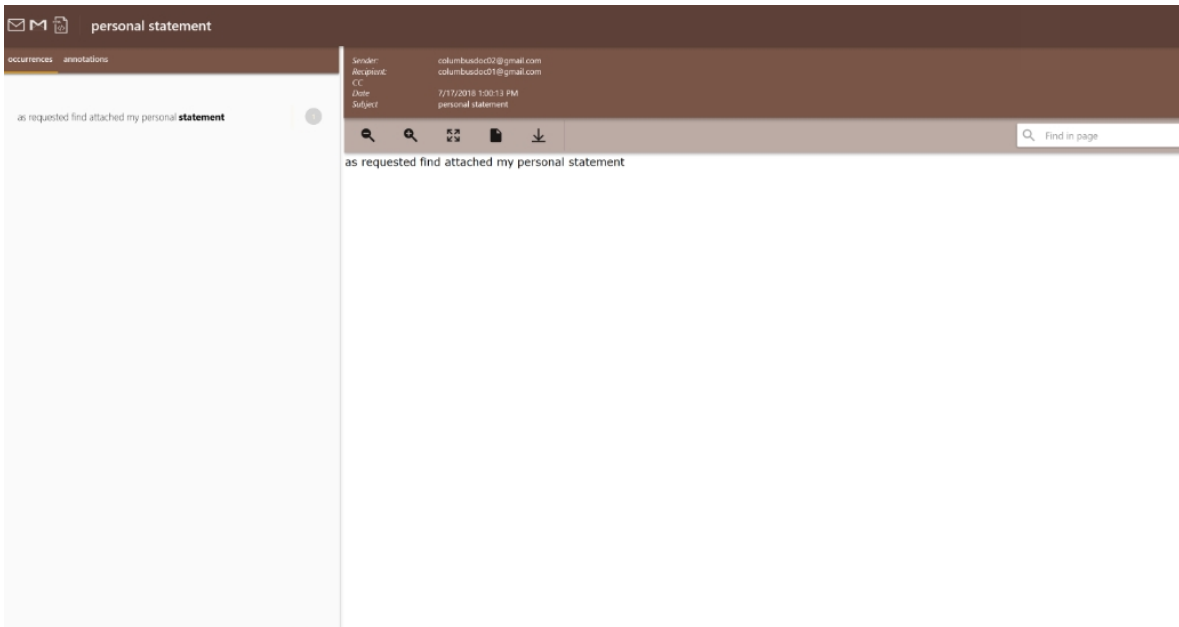 personal statement
occurrences annotations
as requested find attached my personal statement
Sender: columbusdoc02@gmail.com
Recipient: columbusdoc01@gmail.com
CC
Date 7/17/2018 1:00:13 PM
Subject personal statement
Find in page
as requested find attached my personal statement